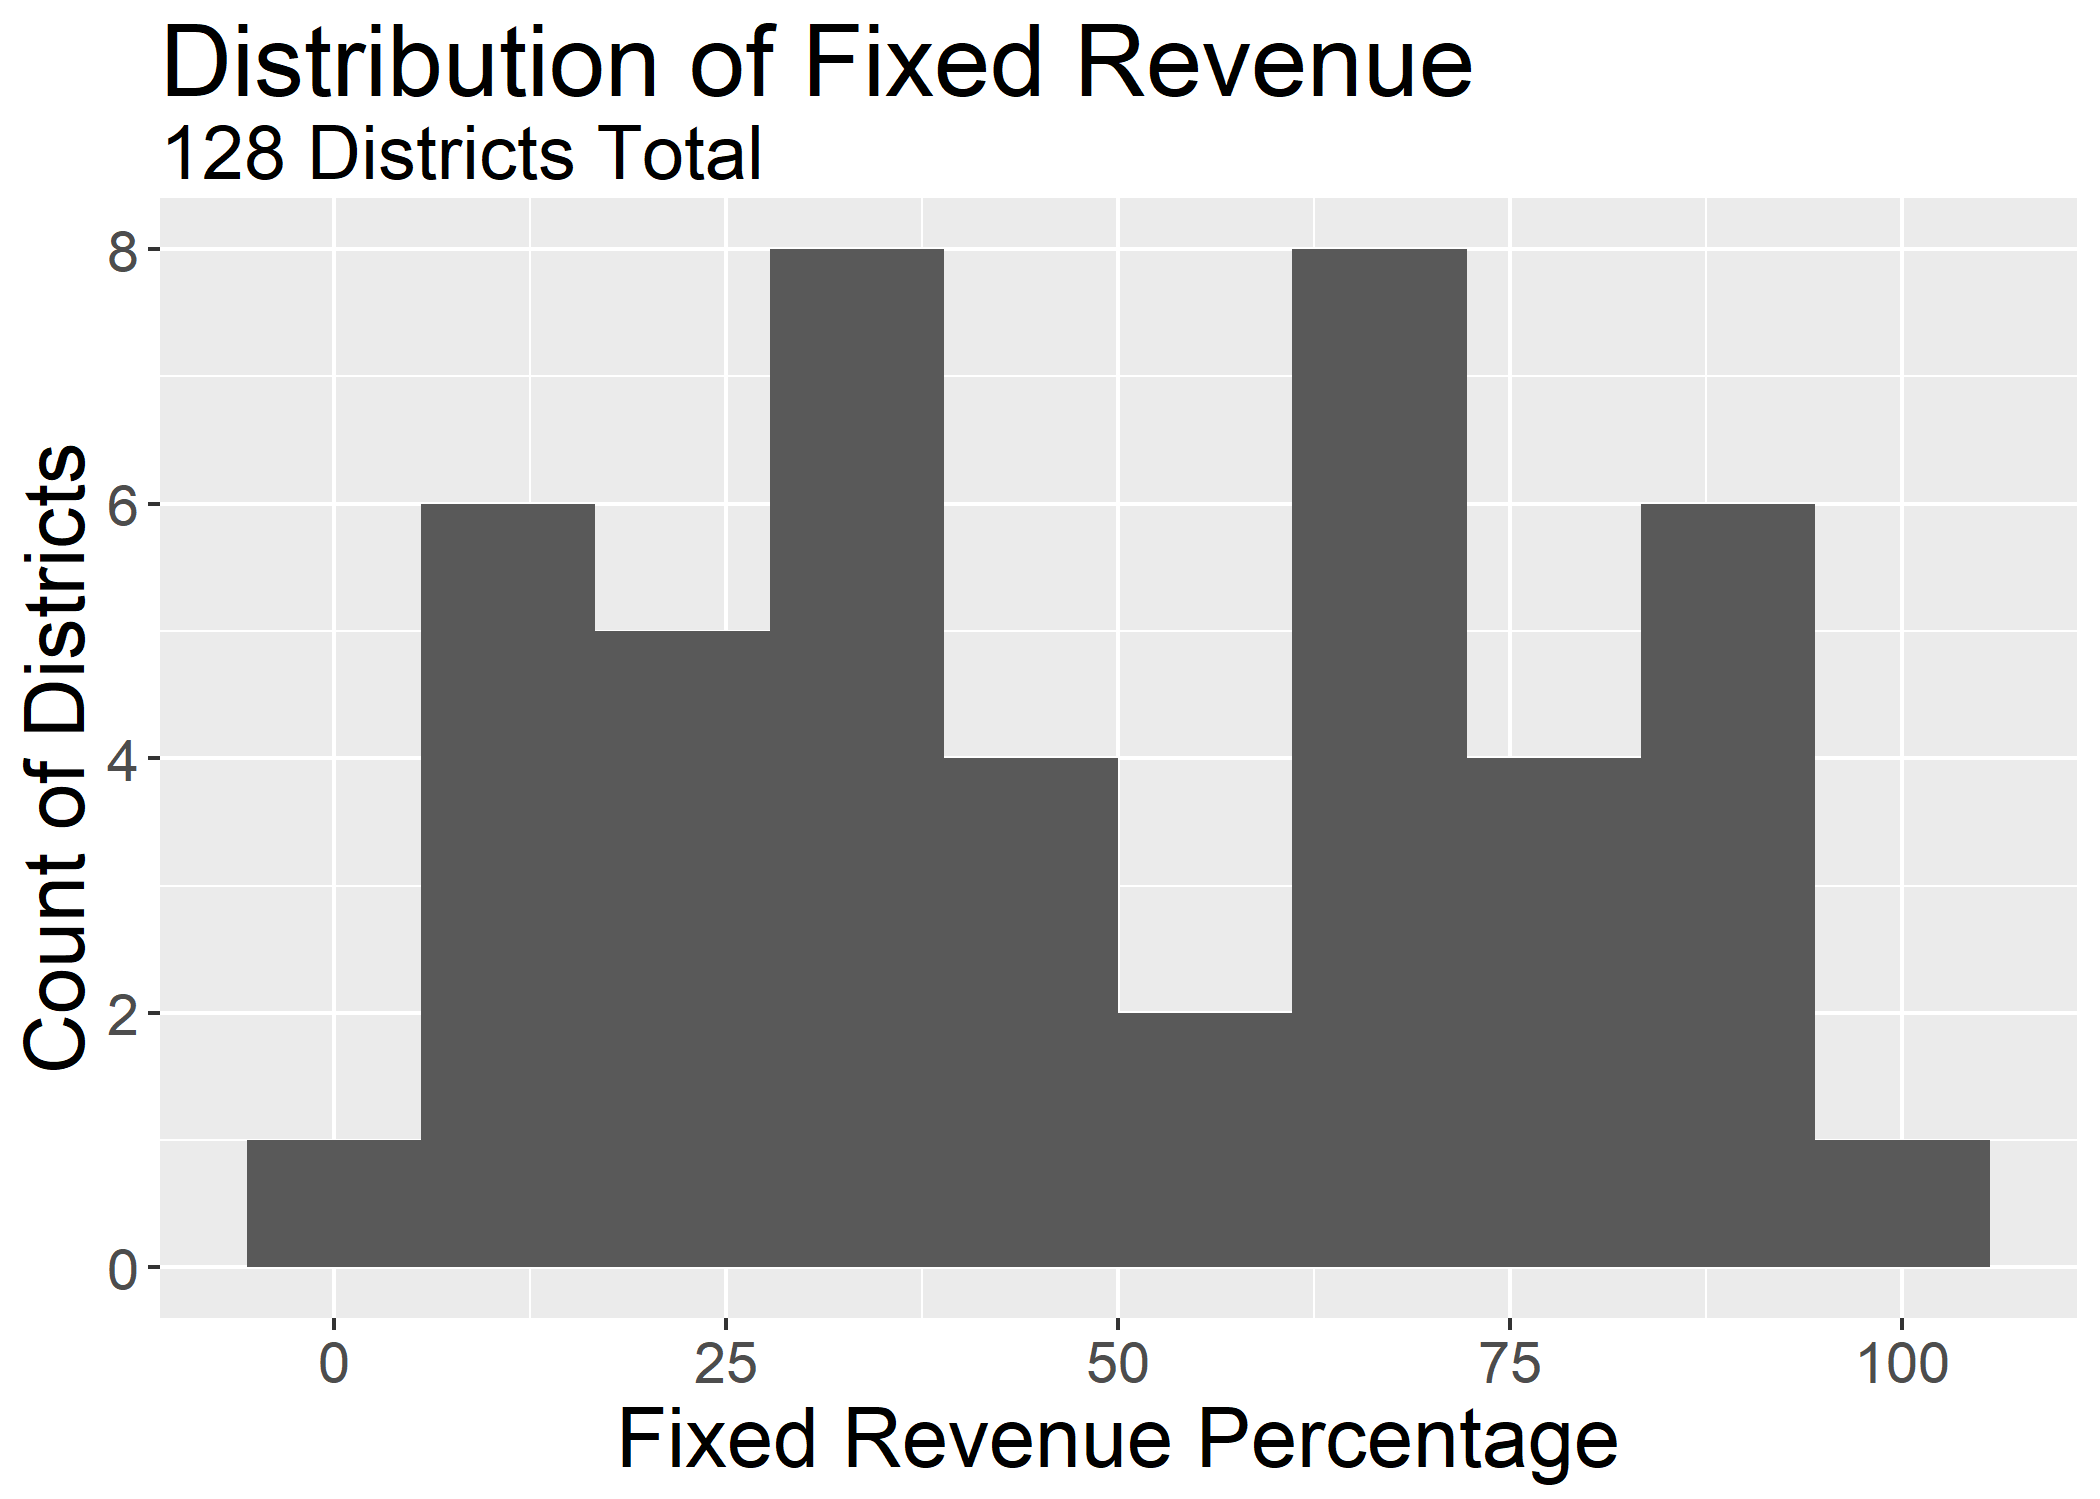 Distribution of Fixed Revenue
128 Districts Total
Count of Districts
8
6
4
2
0
0 25 50 75 100
Fixed Revenue Percentage